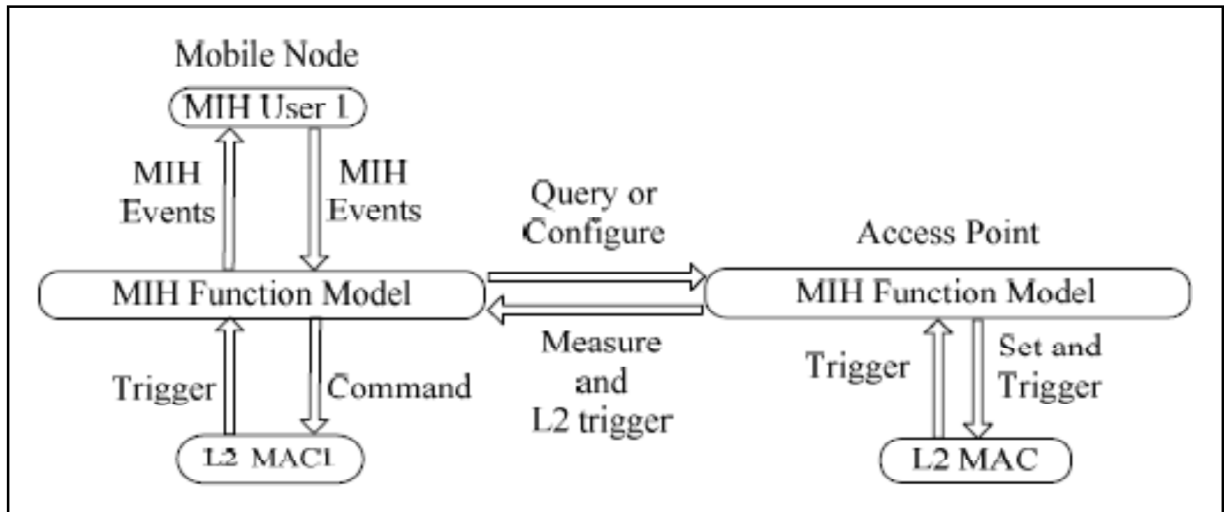 Mobile Node
MIH User 1
MIH
Events
MIH
Events
Query or
Configure
Access Point
MIH Function Model
MIH Function Model
Trigger
Command
Measure
and
L2 trigger
Trigger
Set and
Trigger
L2 MAC1
L2 MAC